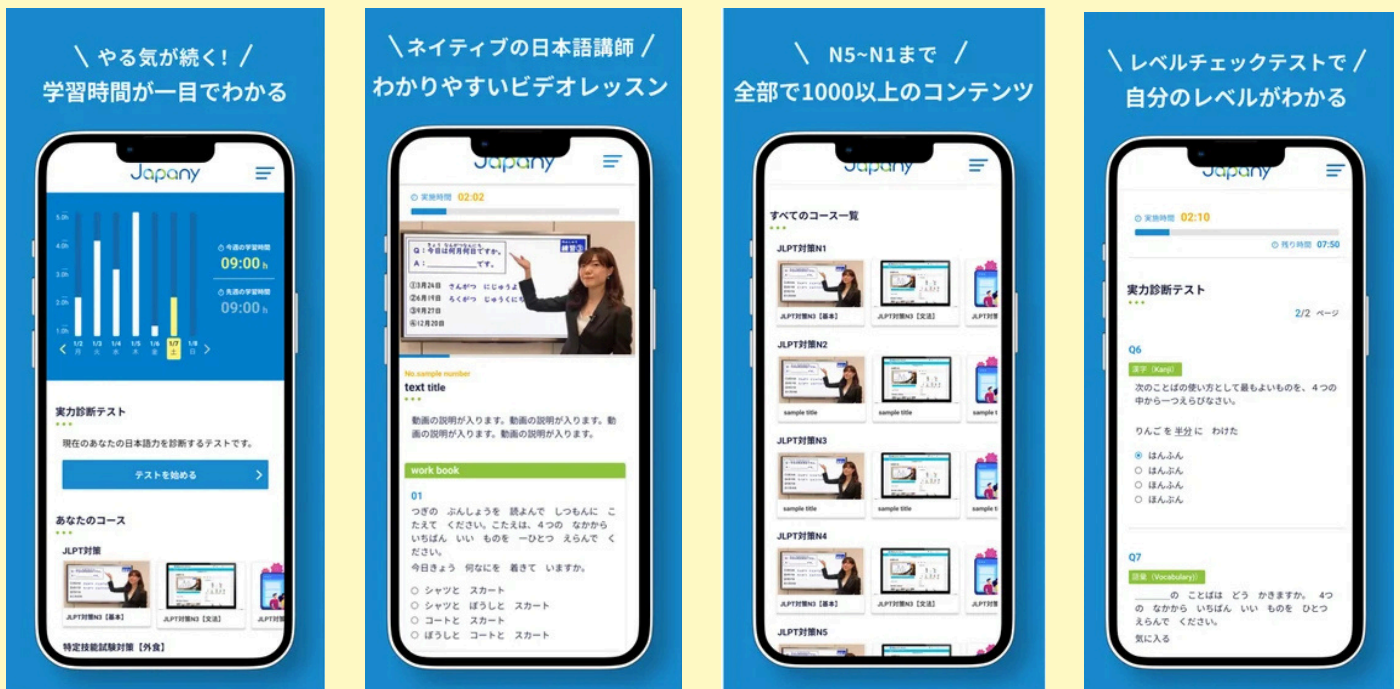 やる気が続く!
学習時間が一目でわかる
Japany
5.0h
4.0h
3.0h
2.0h
1.0h
1/2
1/3
1/4
1/5
1/6
1/7
1/8
月
火
水
木
金
土
日
今週の学習時間
09:00 h
先週の学習時間
09:00 h
実力診断テスト
現在のあなたの日本語力を診断するテストです。
テストを始める
あなたのコース
JLPT対策
JLPT対策N3【基本】
JLPT対策N3【文法】
JLPT対
特定技能試験対策【外食】
ネイティブの日本語講師
わかりやすいビデオレッスン
Japany
実施時間 02:02
Q:今日は何月何日ですか。
A:＿＿＿＿＿＿です。
①3月24日 さんがつ にじゅうよ
②6月19日 ろくがつ じゅうくに
③9月27日
④12月20日
No.sample number
text title
動画の説明が入ります。動画の説明が入ります。動
画の説明が入ります。動画の説明が入ります。
work book
01
つぎの ぶんしょうを 読よんで しつもんに こ
たえて ください。こたえは、４つの なかから
いちばん いい ものを 一ひとつ えらんで く
ださい。
今日きょう 何なにを 着きて いますか。
シャツと スカート
シャツと ぼうしと スカート
コートと スカート
ぼうしと コートと スカート
N5~N1まで
全部で1000以上のコンテンツ
Japany
すべてのコース一覧
JLPT対策N1
JLPT対策N3【基本】
JLPT対策N3【文法】
JLPT対
JLPT対策N2
sample title
sample title
sample t
JLPT対策N3
sample title
sample title
sample t
JLPT対策N4
JLPT対策N3【基本】
JLPT対策N3【文法】
JLPT対
JLPT対策N5
レベルチェックテストで
自分のレベルがわかる
Japany
実施時間 02:10
残り時間 07:50
実力診断テスト
2/2 ページ
Q6
漢字（Kanji）
次のことばの使い方として最もよいものを、４つの
中から一つえらびなさい。
りんご を 半分 に わけた
はんふん
はんぶん
ほんふん
ほんぶん
Q7
語彙（Vocabulary）
＿＿＿の ことばは どう かきますか。 4つ
の なかから いちばん いい ものを ひとつ
えらんで ください。
気に入る